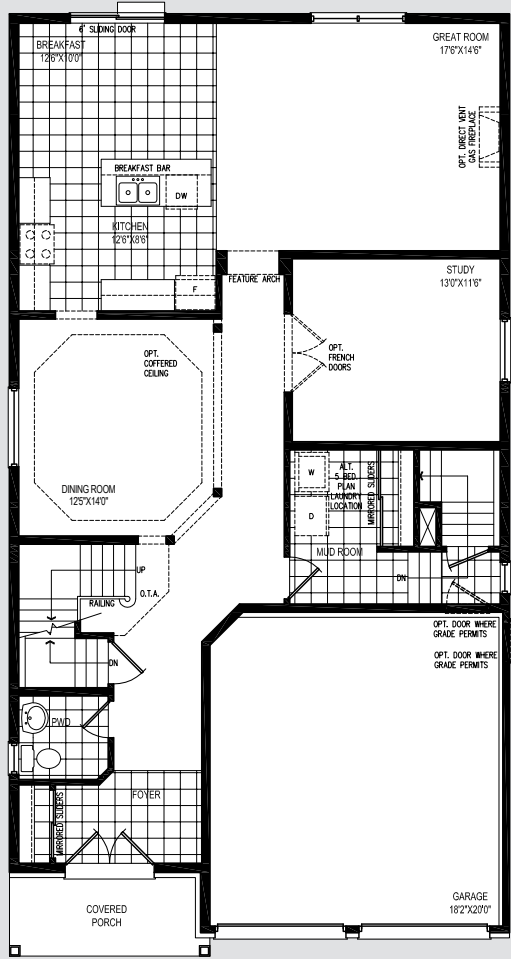 6' SLIDING DOOR
BREAKFAST
12'6"X10'0"
GREAT ROOM
17'6"X14'6"
OPT. DIRECT VENT
GAS FIREPLACE
BREAKFAST BAR
DW
KITCHEN
12'6"X8'6"
F
FEATURE ARCH
STUDY
13'0"X11'6"
OPT.
FRENCH
DOORS
OPT.
COFFERED
CEILING
DINING ROOM
12'5"X14'0"
W
D
ALT.
5 BED.
PLAN
LAUNDRY
LOCATION
MIRRORED SLIDERS
MUD ROOM
DN
UP
O.T.A.
RAILING
DN
OPT. DOOR WHERE
GRADE PERMITS
OPT. DOOR WHERE
GRADE PERMITS
PWD
FOYER
MIRRORED SLIDERS
COVERED
PORCH
GARAGE
18'2"X20'0"